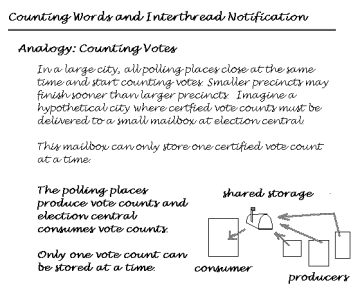 Counting Words and Interthread Notification
Analogy: Counting Votes
In a large city, all polling places close at the same
time and start counting votes. Smaller precincts may
finish sooner than larger precincts. Imagine a
hypothetical city where certfied vote counts must be
delivered to a small mailbox at election central.
This mailbox can only store one certified vote count
at a time.
The polling places
produce vote counts and
election central
consumes vote counts.
Only one vote count can
be stored at a time.
shared storage
consumer
producers